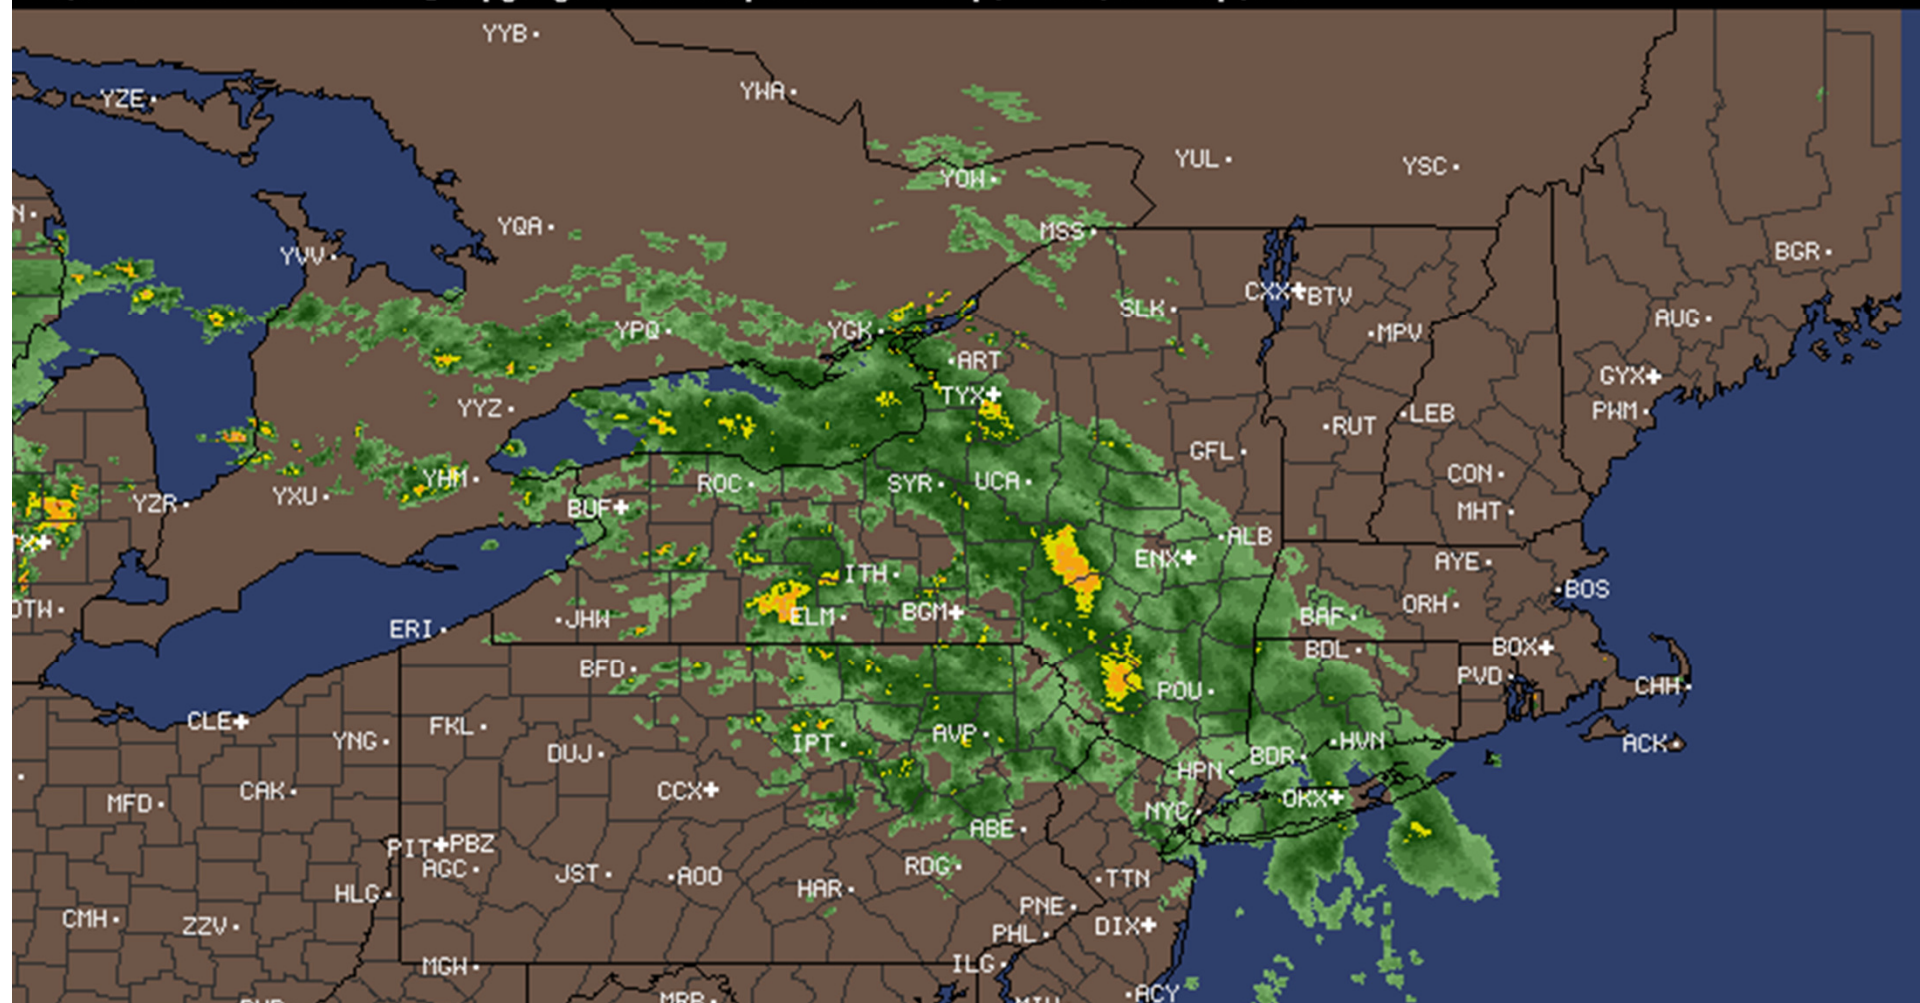 YYB
YWA
YZE
YUL
YSC
YOW
YQA
MSS
YVV
BGR
CXX
BTV
SLK
AUG
YPQ
YGK
MPV
ART
GYX
TYX
YYZ
LEB
PWM
RUT
GFL
YHM
ROC
SYR
UCA
CON
YZR
YXU
BUF
MHT
ALB
ENX
AYE
ITH
BOS
ORH
ELM
BGM
BAF
JHW
ERI
BOX
BDL
BFD
PVD
CHH
POU
CLE
FKL
AVP
YNG
IPT
HVN
ACK
DUJ
BDR
HPN
CAK
CCX
OKX
MFD
NYC
ABE
PIT
PBZ
AGC
RDG
JST
AOO
TTN
HAR
HLG
PNE
CMH
ZZV
DIX
PHL
MGW
ILG
ACY